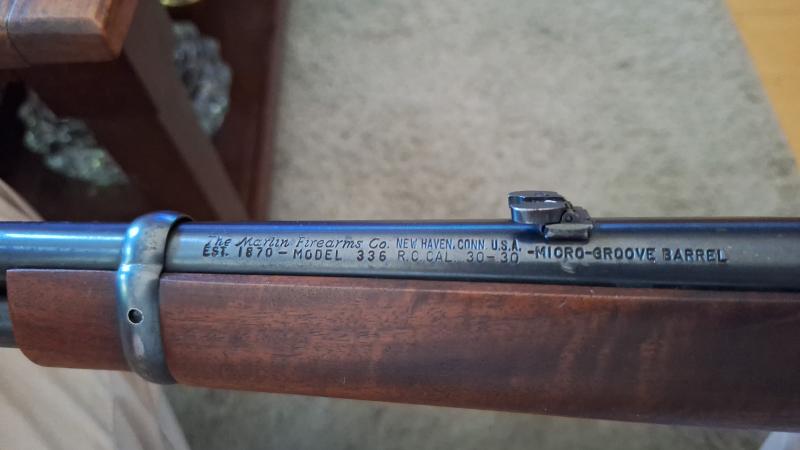 The Marlin Firearms Co. NEW HAVEN, CONN. U.S.A. -MICRO-GROOVE BARREL
EST. 1870 - MODEL 336 R.C. CAL. 30-30